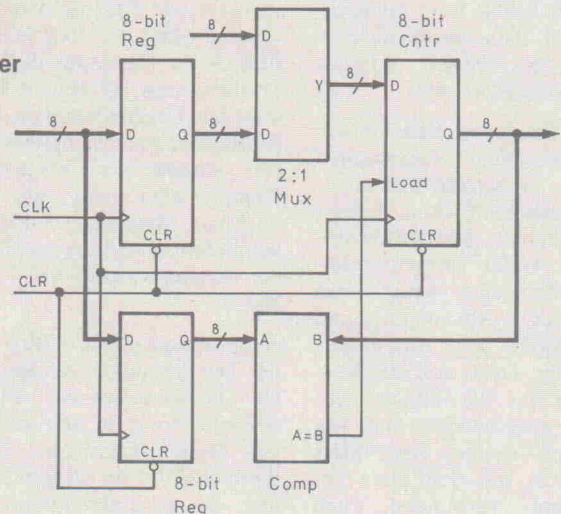 8-bit
Reg
8
D
8-bit
Cntr
er
Y
8
D
8
D
Q
8
D
Q
8
2:1
Mux
Load
CLK
CLR
CLR
CLR
D
Q
8
A
B
A=B
CLR
8-bit
Reg
Comp